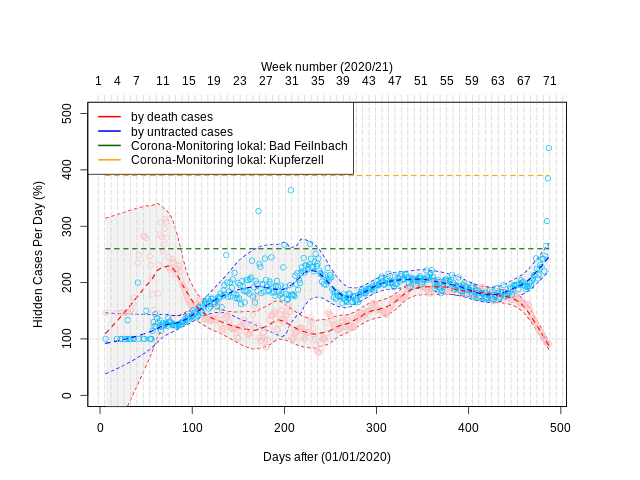 Week number (2020/21)
1 4 7 11 15 19 23 27 31 35 39 43 47 51 55 59 63 67 71
by death cases
by untracted cases
Corona-Monitoring lokal: Bad Feilnbach
Corona-Monitoring lokal: Kupferzell
Hidden Cases Per Day (%)
500
400
300
200
100
0
0 100 200 300 400 500
Days after (01/01/2020)